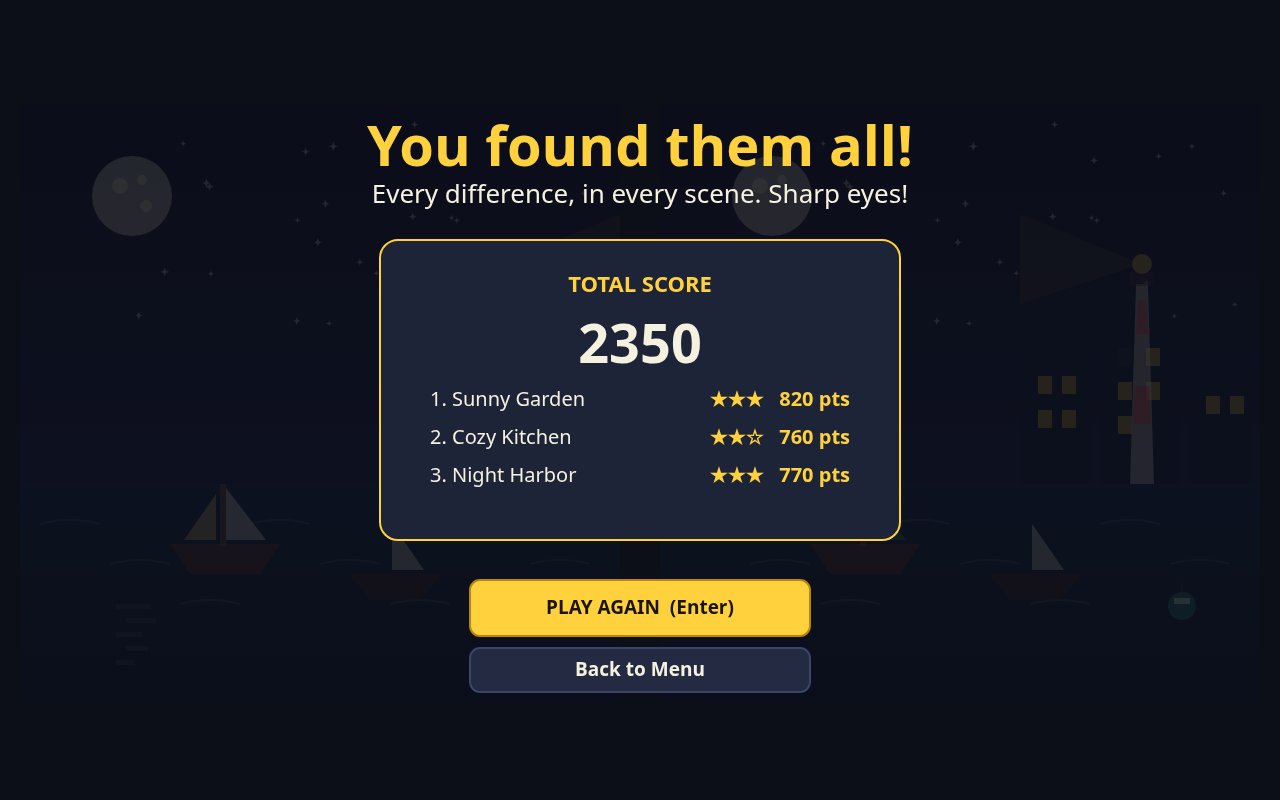 You found them all!
Every difference, in every scene. Sharp eyes!
TOTAL SCORE
2350
1. Sunny Garden ★★★ 820 pts
2. Cozy Kitchen ★★☆ 760 pts
3. Night Harbor ★★★ 770 pts
PLAY AGAIN (Enter)
Back to Menu